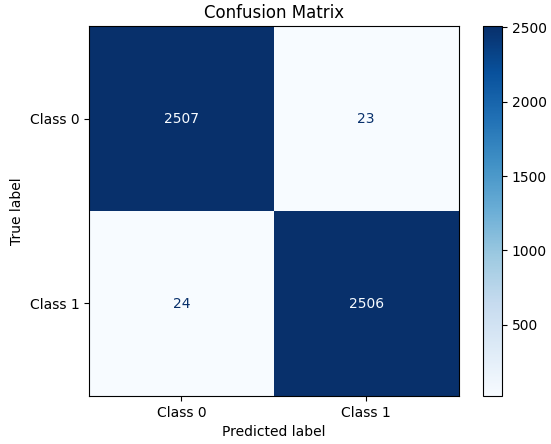 Confusion Matrix
True label
Class 0
2507 23
Class 1
24 2506
Class 0 Class 1
Predicted label
2500
2000
1500
1000
500